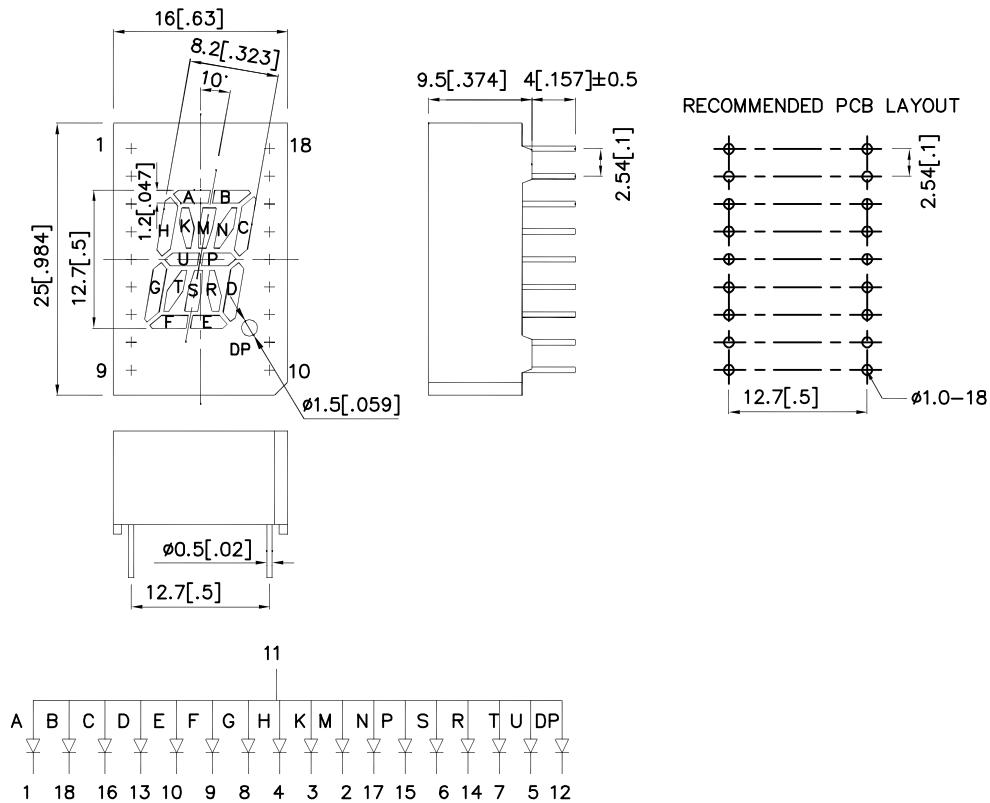 16[.63]
8.2[.323]
10°
9.5[.374] 4[.157]±0.5
RECOMMENDED PCB LAYOUT
1 18
2.54[.1]
2.54[.1]
1.2[.047]
A B
H K M N C
U P
25[.984]
12.7[.5]
G T S R D
F E
DP
9 10
ø1.5[.059]
12.7[.5]
ø1.0-18
ø0.5[.02]
12.7[.5]
11
A B C D E F G H K M N P S R T U DP
1 18 16 13 10 9 8 4 3 2 17 15 6 14 7 5 12